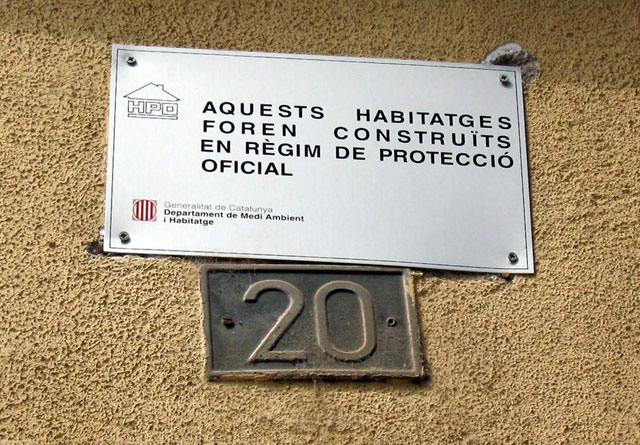 HPO
AQUESTS HABITATGES
FOREN CONSTRUÏTS
EN RÈGIM DE PROTECCIÓ
OFICIAL
Generalitat de Catalunya
Departament de Medi Ambient
i Habitatge
20